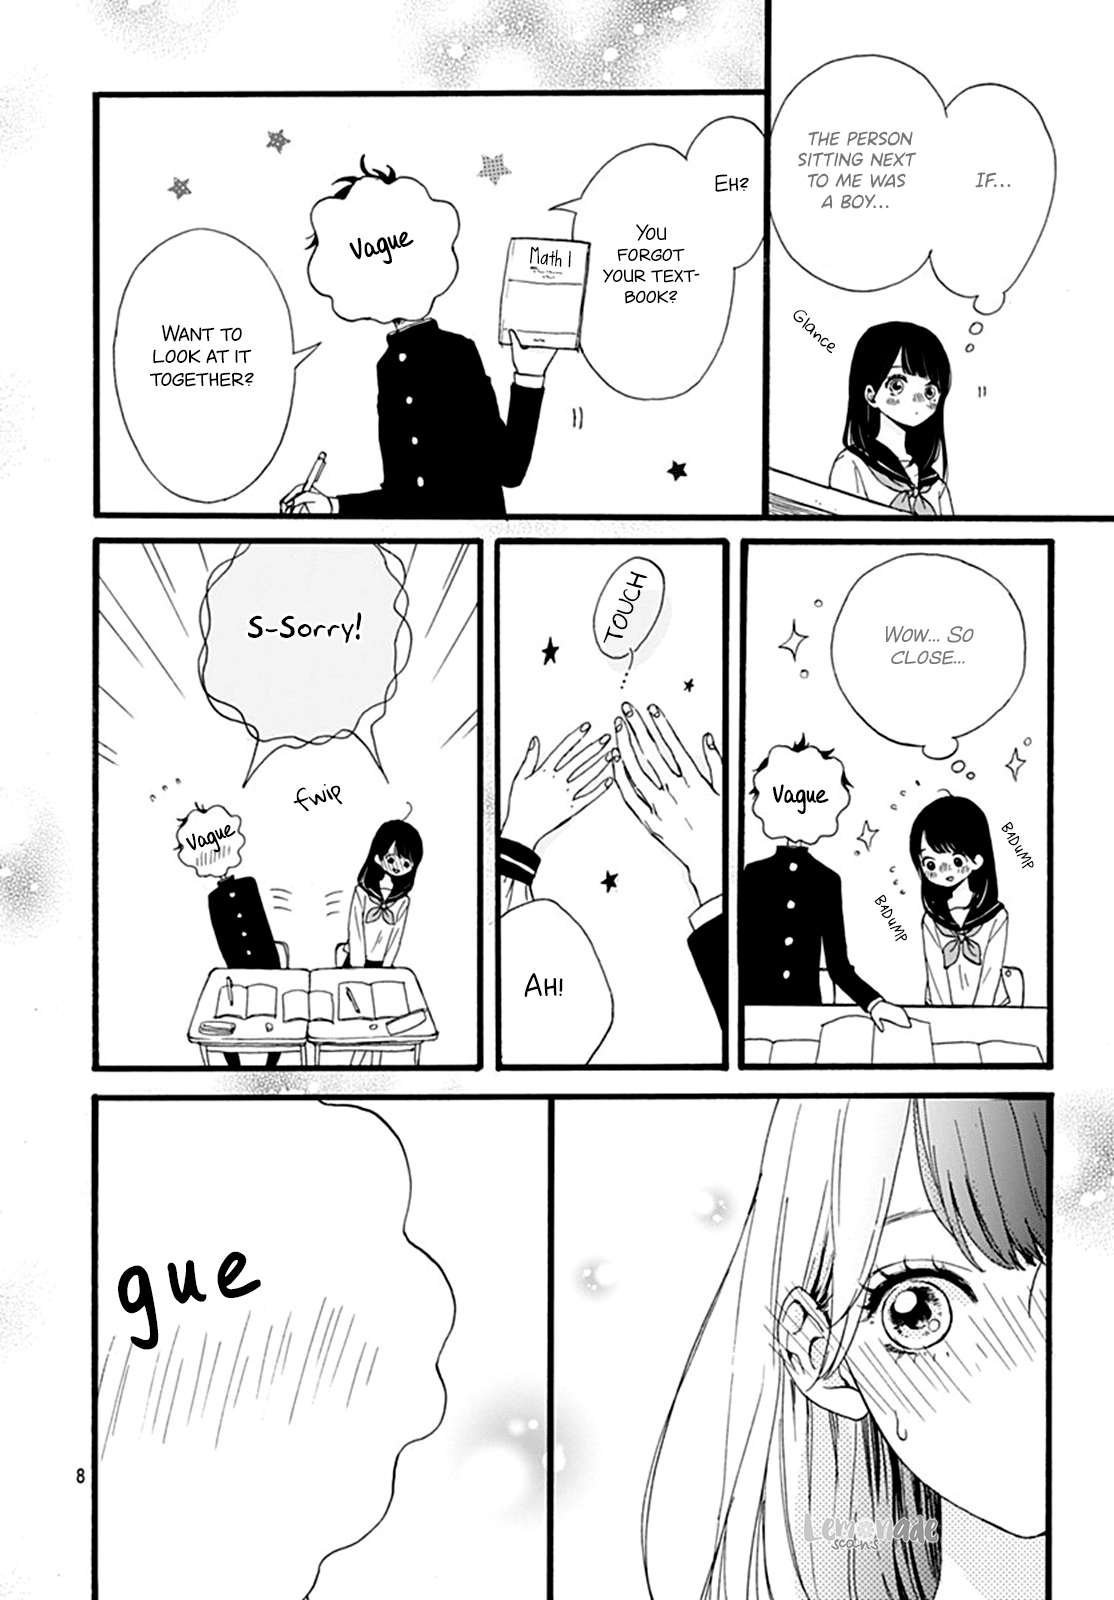 IF...
THE PERSON
SITTING NEXT
TO ME WAS
A BOY...
Glance
EH?
YOU
FORGOT
YOUR TEXT-
BOOK?
Math 1
Vague
WANT TO
LOOK AT IT
TOGETHER?
WOW... SO
CLOSE...
Vague
BADUMP
BADUMP
TOUCH
AH!
S-Sorry!
fwip
Vague
gue
8
Lemonade
scans